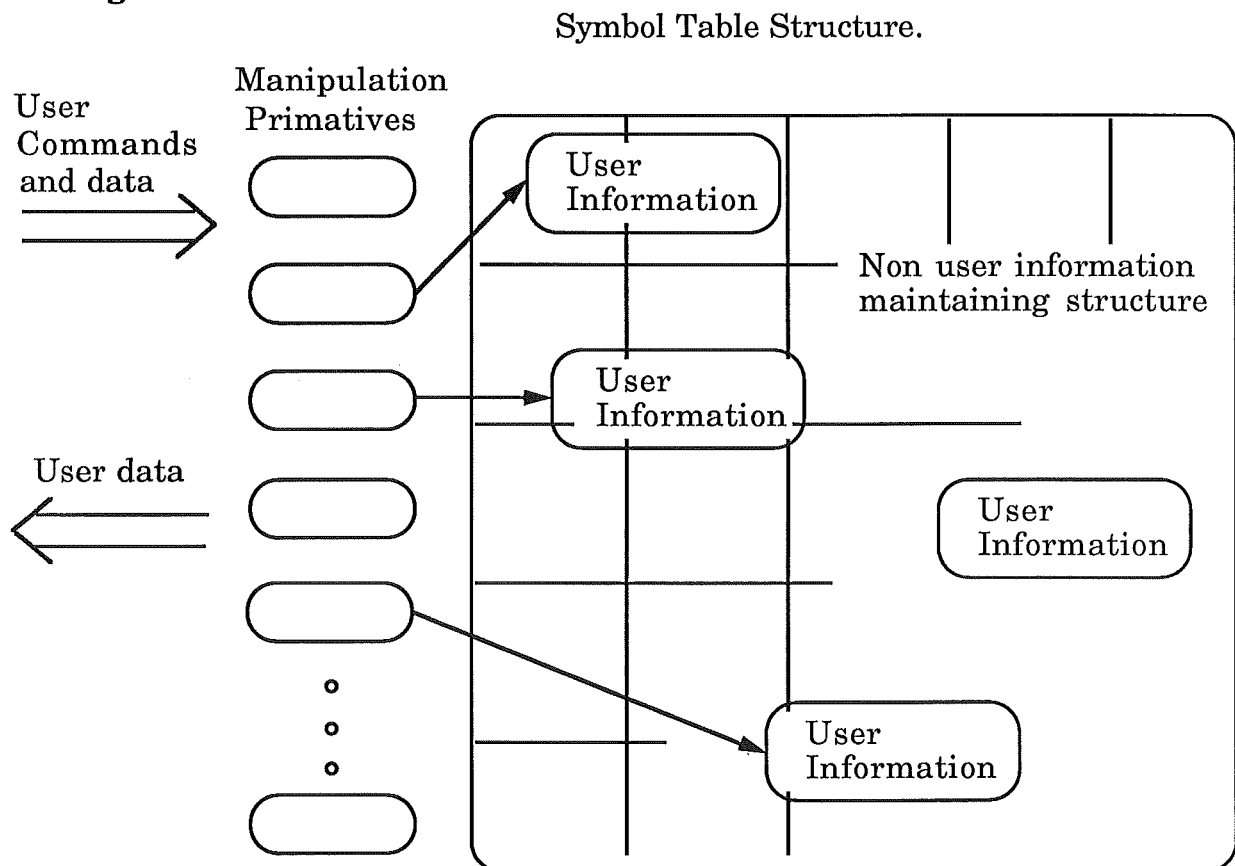 Symbol Table Structure.
Manipulation
Primatives
User
Commands
and data
User
Information
Non user information
maintaining structure
User
Information
User data
User
Information
User
Information